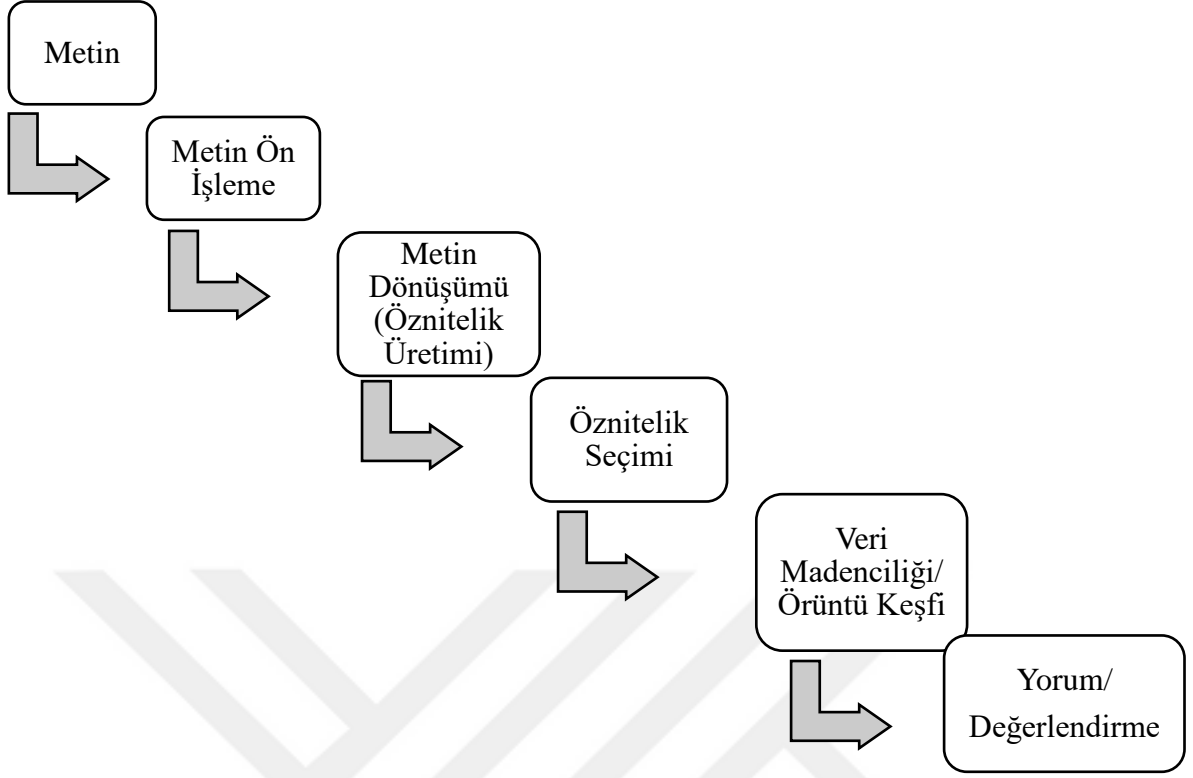 Metin
Metin Ön
İşleme
Metin
Dönüşümü
(Öznitelik
Üretimi)
Öznitelik
Seçimi
Veri
Madenciliği/
Örüntü Keşfi
Yorum/
Değerlendirme